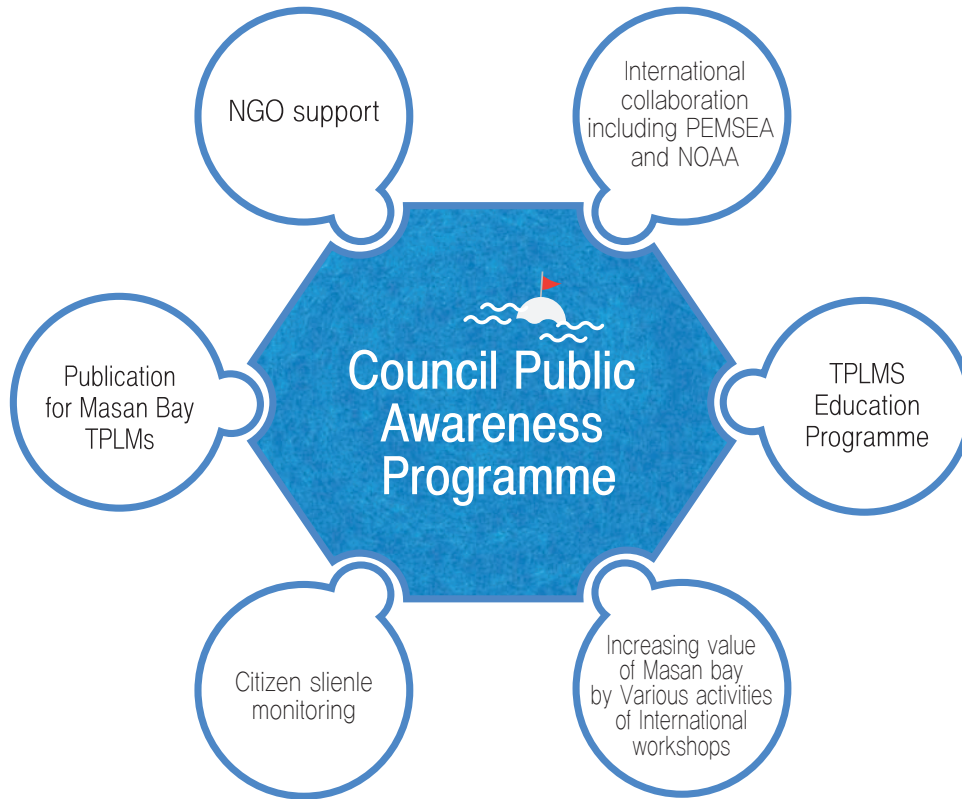 NGO support
International
collaboration
including PEMSEA
and NOAA
Council Public
Awareness
Programme
Publication
for Masan Bay
TPLMs
TPLMS
Education
Programme
Citizen slienle
monitoring
Increasing value
of Masan bay
by Various activities
of International
workshops